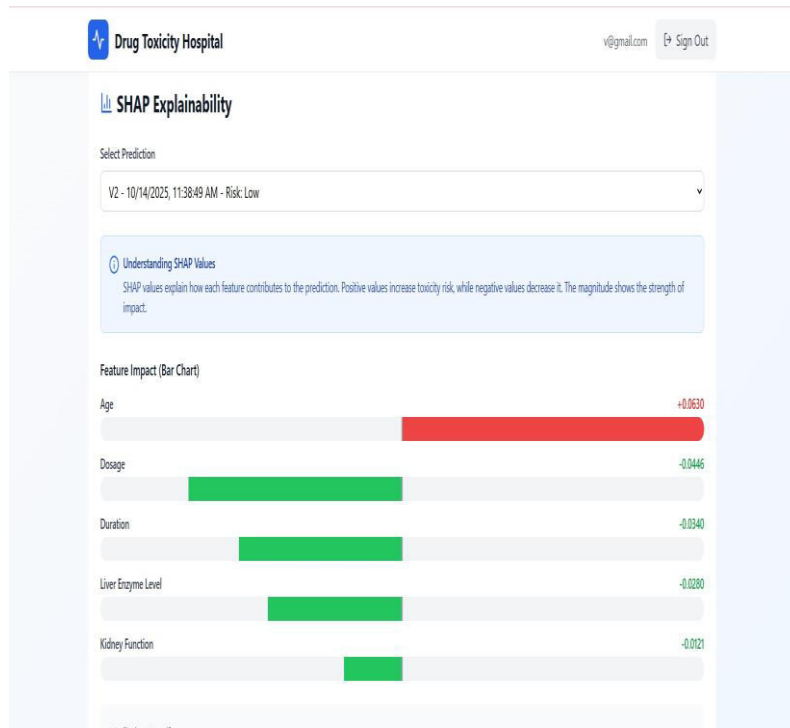 Drug Toxicity Hospital
v@gmail.com
Sign Out
SHAP Explainability
Select Prediction
V2 - 10/14/2025, 11:38:49 AM - Risk: Low
Understanding SHAP Values
SHAP values explain how each feature contributes to the prediction. Positive values increase toxicity risk, while negative values decrease it. The magnitude shows the strength of
impact.
Feature Impact (Bar Chart)
Age
+0.0630
Dosage
-0.0446
Duration
-0.0340
Liver Enzyme Level
-0.0280
Kidney Function
-0.0121